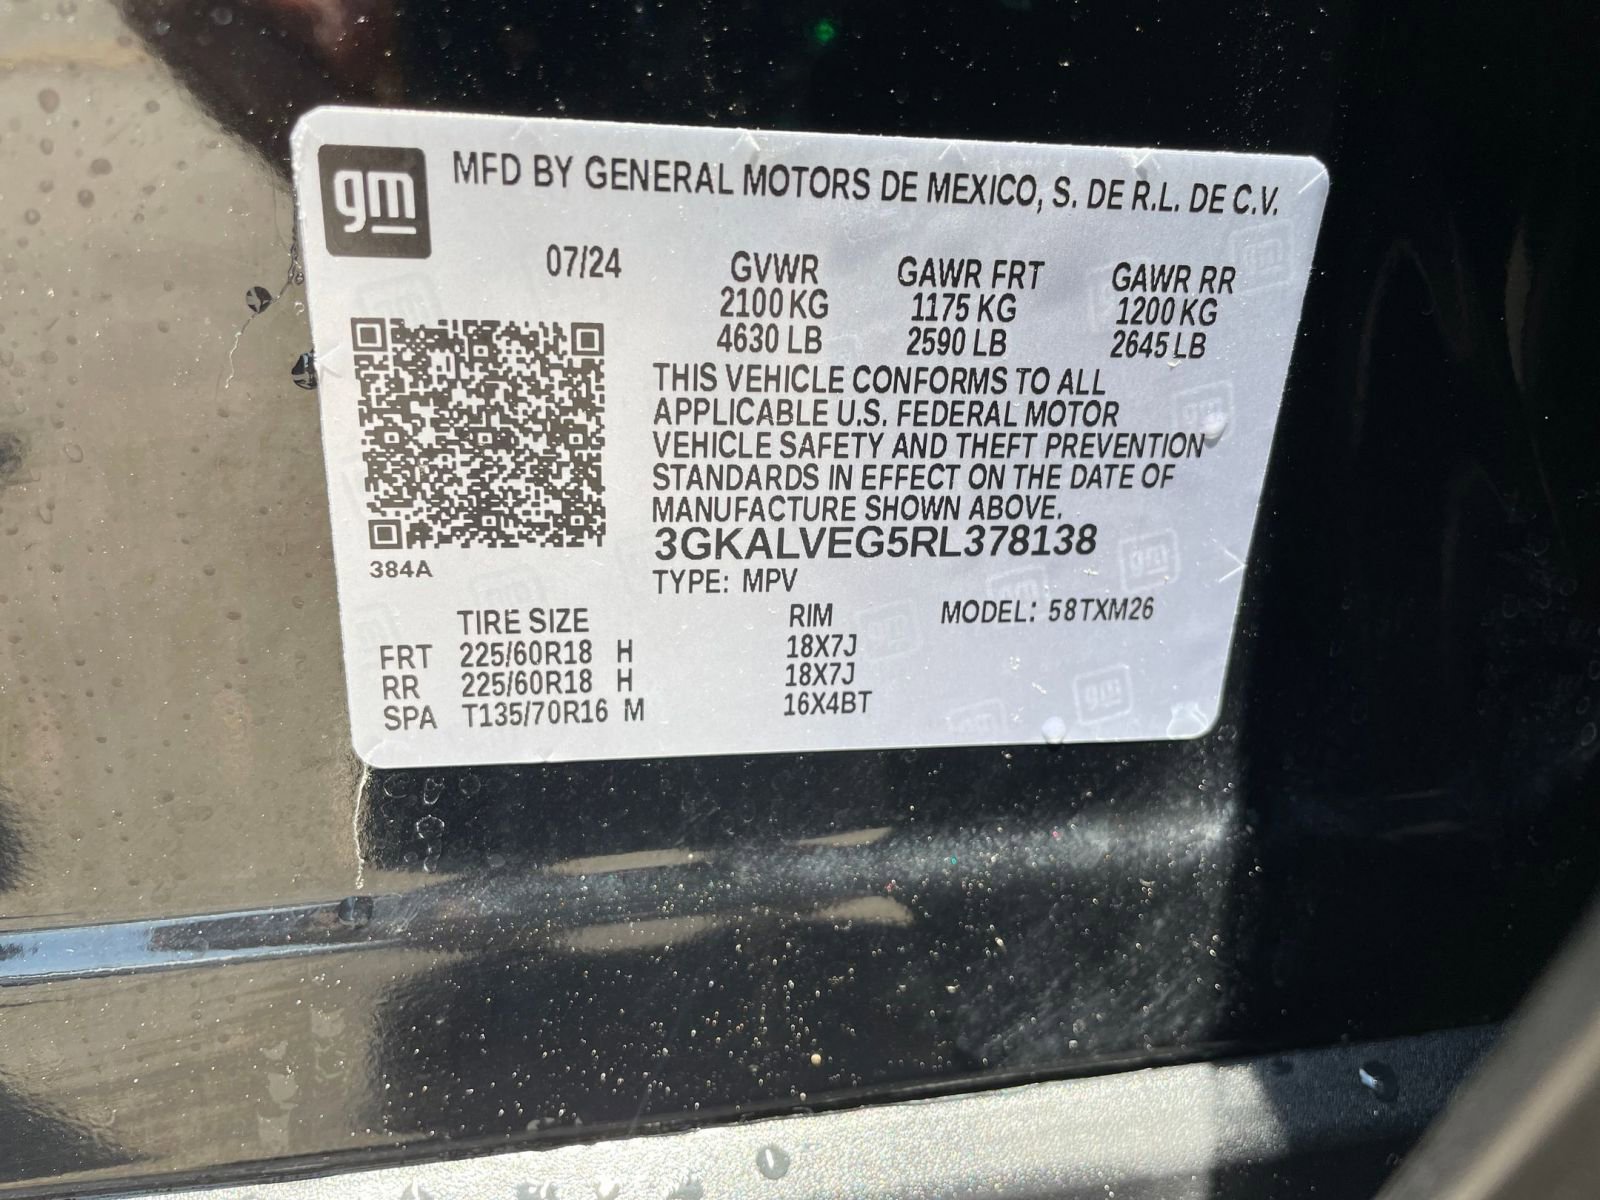 gm
MFD BY GENERAL MOTORS DE MEXICO, S. DE R.L. DE C.V.
07/24 GVWR GAWR FRT GAWR RR
2100 KG 1175 KG 1200 KG
4630 LB 2590 LB 2645 LB
THIS VEHICLE CONFORMS TO ALL
APPLICABLE U.S. FEDERAL MOTOR
VEHICLE SAFETY AND THEFT PREVENTION
STANDARDS IN EFFECT ON THE DATE OF
MANUFACTURE SHOWN ABOVE.
3GKALVEG5RL378138
384A
TYPE: MPV
TIRE SIZE RIM MODEL: 58TXM26
FRT 225/60R18 H 18X7J
RR 225/60R18 H 18X7J
SPA T135/70R16 M 16X4BT